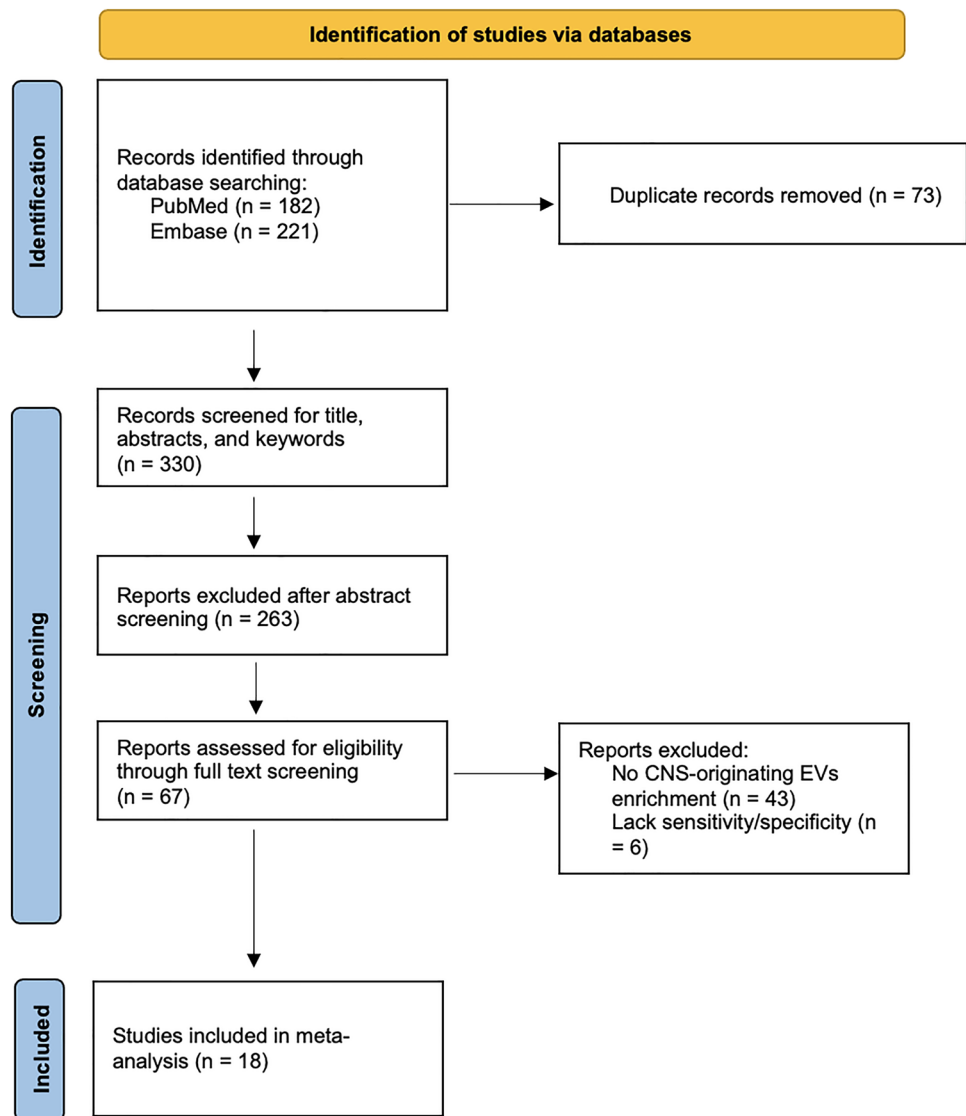 Identification of studies via databases
Identification
Records identified through
database searching:
PubMed (n = 182)
Embase (n = 221)
Duplicate records removed (n = 73)
Screening
Records screened for title,
abstracts, and keywords
(n = 330)
Reports excluded after abstract
screening (n = 263)
Reports assessed for eligibility
through full text screening
(n = 67)
Reports excluded:
No CNS-originating EVs
enrichment (n = 43)
Lack sensitivity/specificity (n
= 6)
Included
Studies included in meta-
analysis (n = 18)